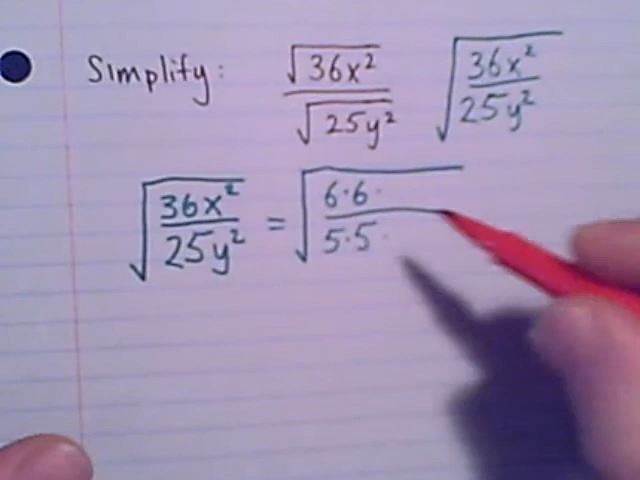 Simplify: √36x² / √25y² √(36x² / 25y²)
√(36x² / 25y²) = √(6·6· / 5·5·)